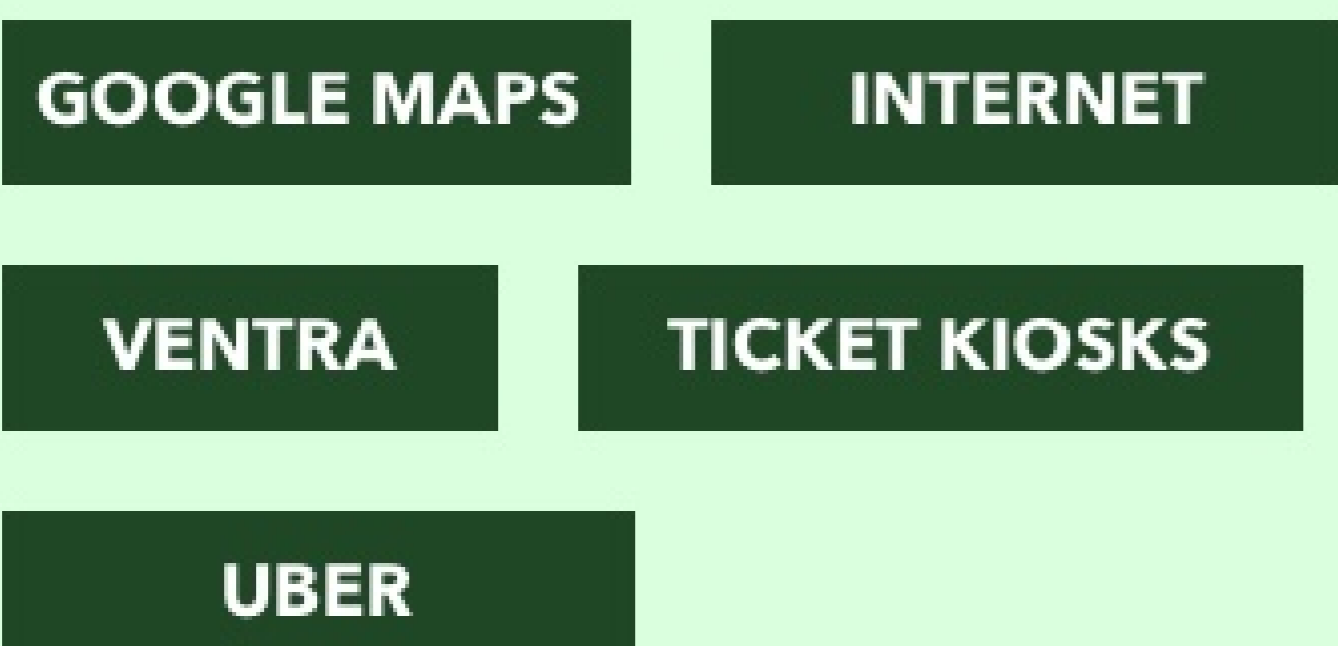 GOOGLE MAPS
INTERNET
VENTRA
TICKET KIOSKS
UBER